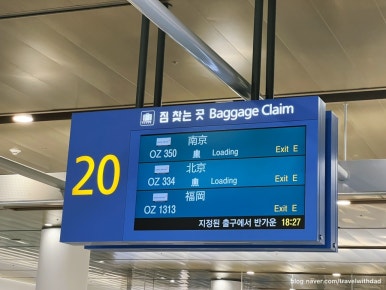 짐 찾는 곳 Baggage Claim
20
南京
OZ 350 Loading Exit E
北京
OZ 334 Loading Exit E
福岡
OZ 1313 Exit E
지정된 출구에서 반가운 18:27
blog.naver.com/travelwithdad